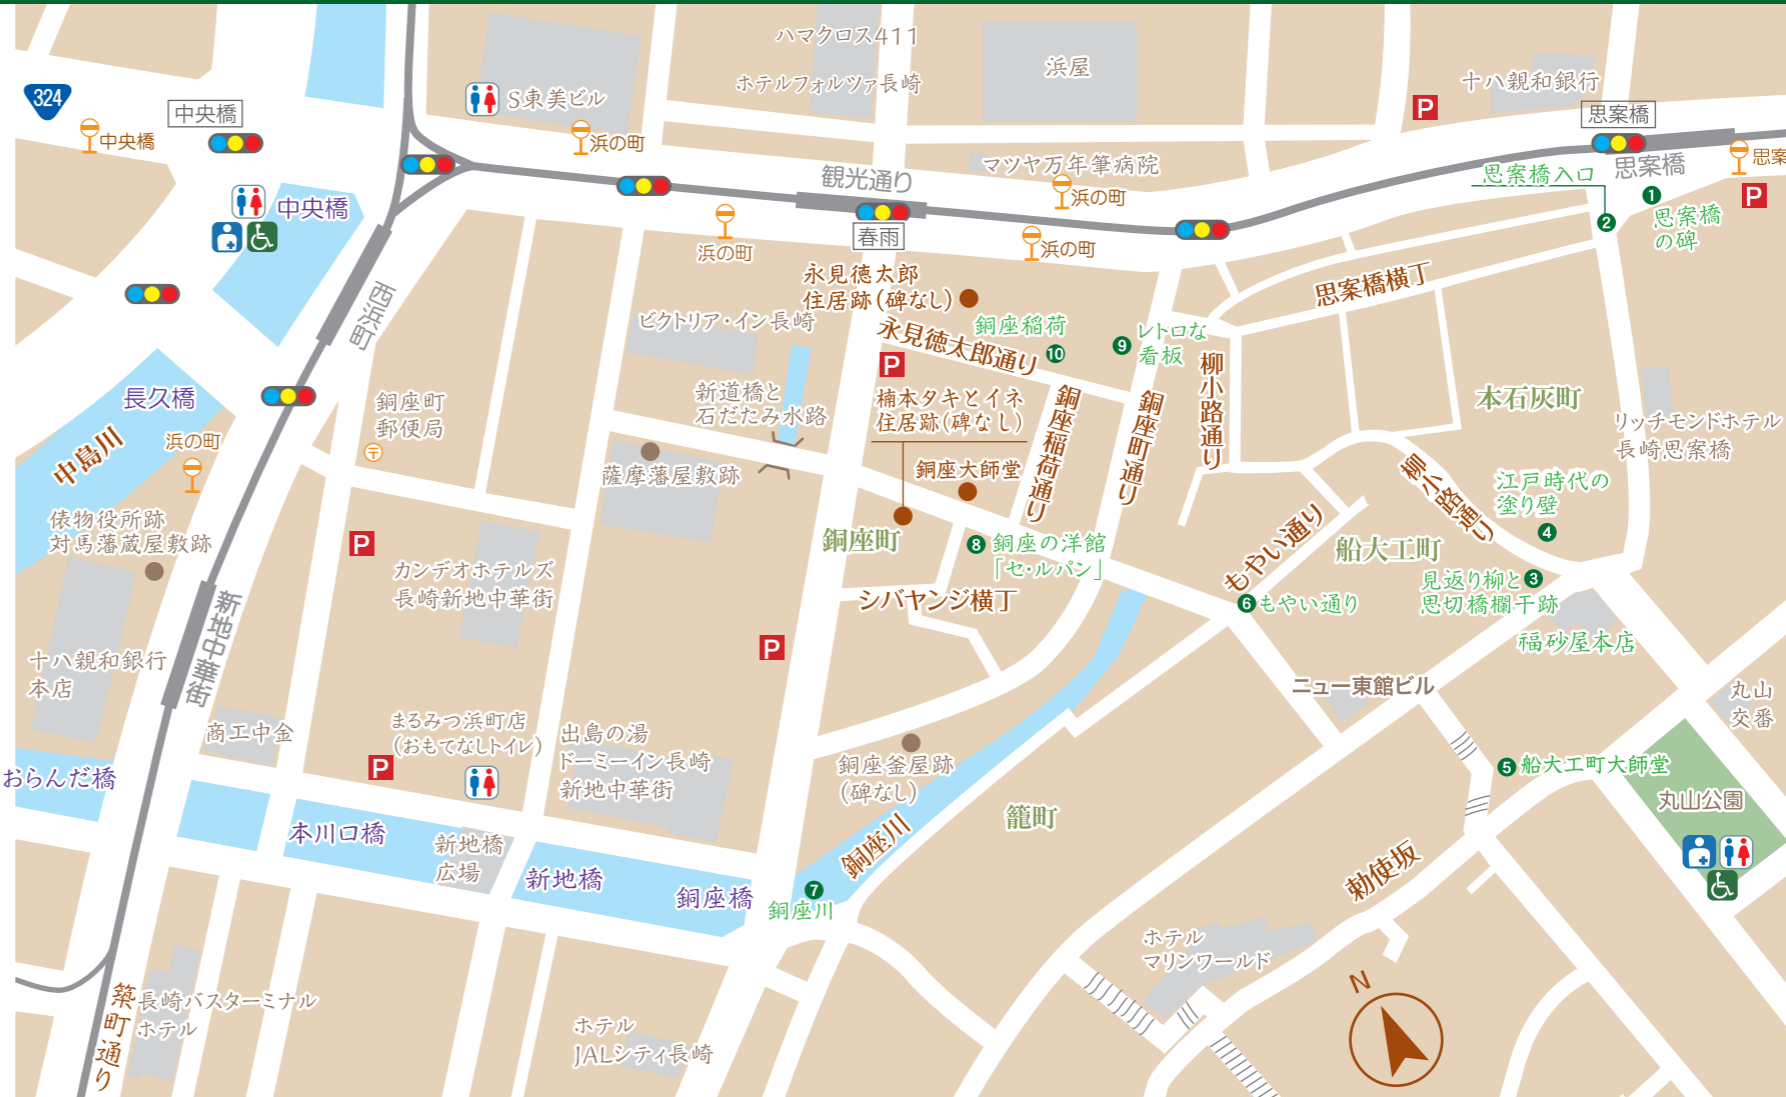 324
中央橋
中央橋
中央橋
S東美ビル
浜の町
ハマクロス411
ホテルフォルツァ長崎
浜屋
十八親和銀行
P
思案橋
思案橋
思案
P
観光通り
春雨
マツヤ万年筆病院
浜の町
浜の町
浜の町
思案橋入口
1
2
思案橋
の碑
西浜町
永見徳太郎
住居跡(碑なし)
永見徳太郎通り
銅座稲荷
10
9
レトロな
看板
思案橋横丁
ビクトリア・イン長崎
P
長久橋
中島川
浜の町
銅座町
郵便局
〒
新道橋と
石だたみ水路
楠本タキとイネ
住居跡(碑なし)
銅座稲荷通り
銅座町通り
柳小路通り
本石灰町
リッチモンドホテル
長崎思案橋
薩摩藩屋敷跡
銅座大師堂
柳小路通り
江戸時代の
塗り壁
4
俵物役所跡
対馬藩蔵屋敷跡
P
銅座町
8
銅座の洋館
「セ・ルパン」
もやい通り
船大工町
見返り柳と
思切橋欄干跡
3
カンデオホテルズ
長崎新地中華街
シバヤンジ横丁
6
もやい通り
福砂屋本店
新地中華街
十八親和銀行
本店
P
ニュー東館ビル
丸山
交番
商工中金
まるみつ浜町店
(おもてなしトイレ)
P
出島の湯
ドーミーイン長崎
新地中華街
銅座釜屋跡
(碑なし)
5
船大工町大師堂
丸山公園
おらんだ橋
本川口橋
新地橋
広場
新地橋
銅座橋
7
銅座川
銅座川
籠町
勅使坂
ホテル
マリンワールド
N
築町通り
長崎バスターミナル
ホテル
ホテル
JALシティ長崎